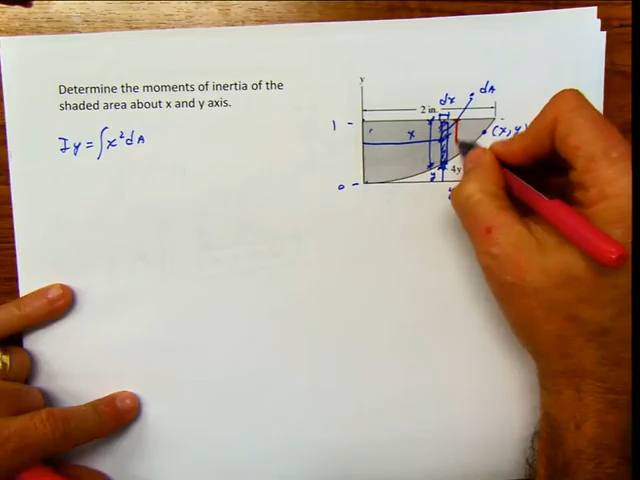 Determine the moments of inertia of the
shaded area about x and y axis.
Iy = ∫x²dA
y
dA
dx
2 in.
1
x
(x,y)
y
4y
0